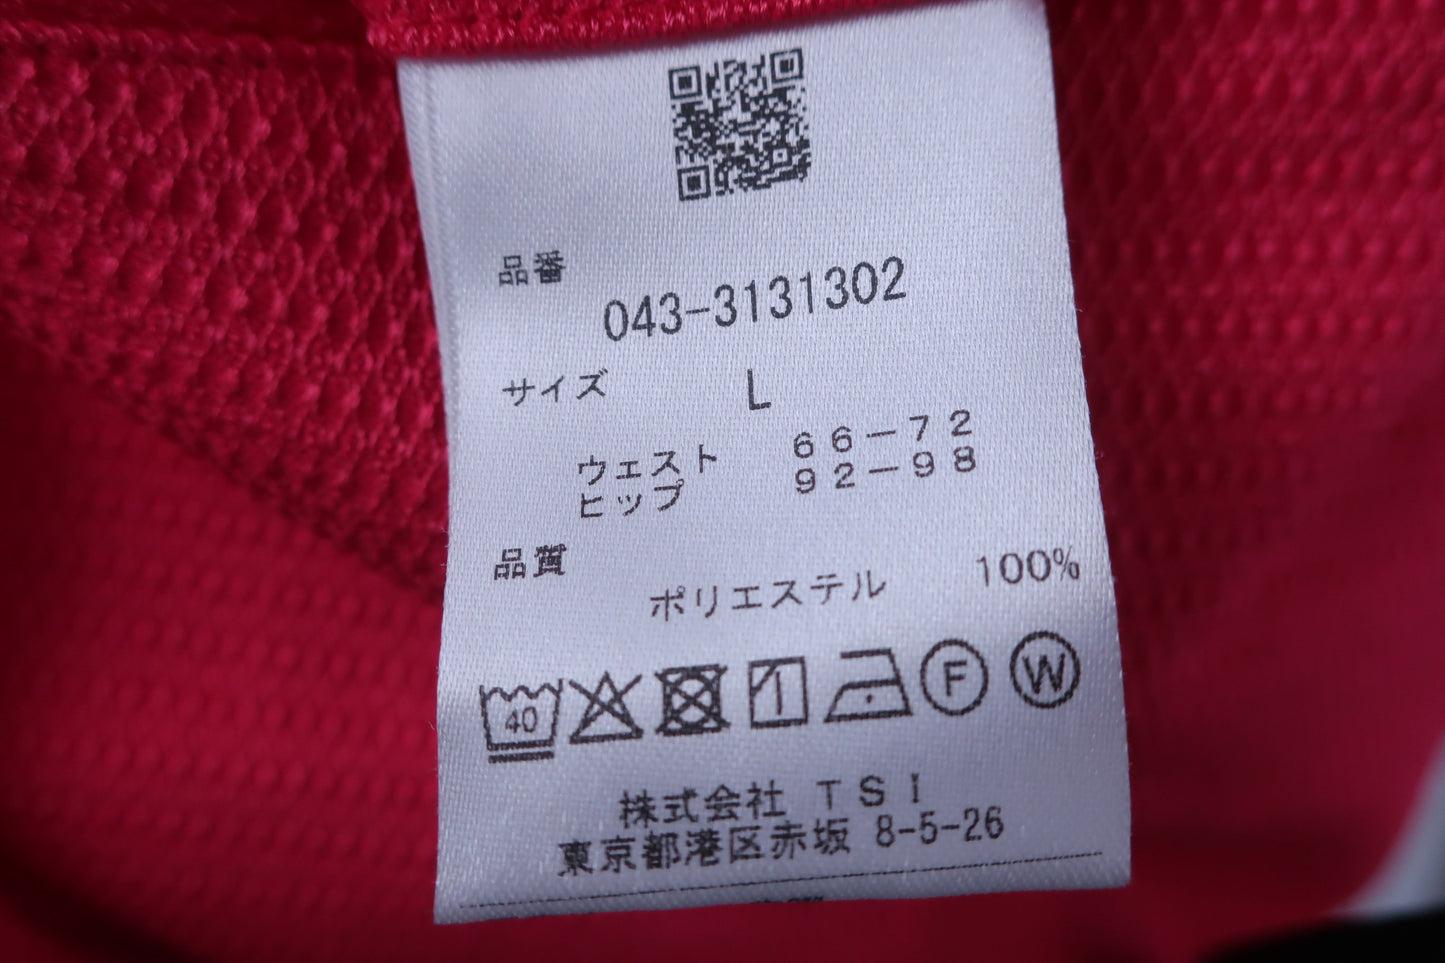 品番
043-3131302
サイズ L
ウェスト 66-72
ヒップ 92-98
品質
ポリエステル 100%
40 F W
株式会社 TSI
東京都港区赤坂 8-5-26